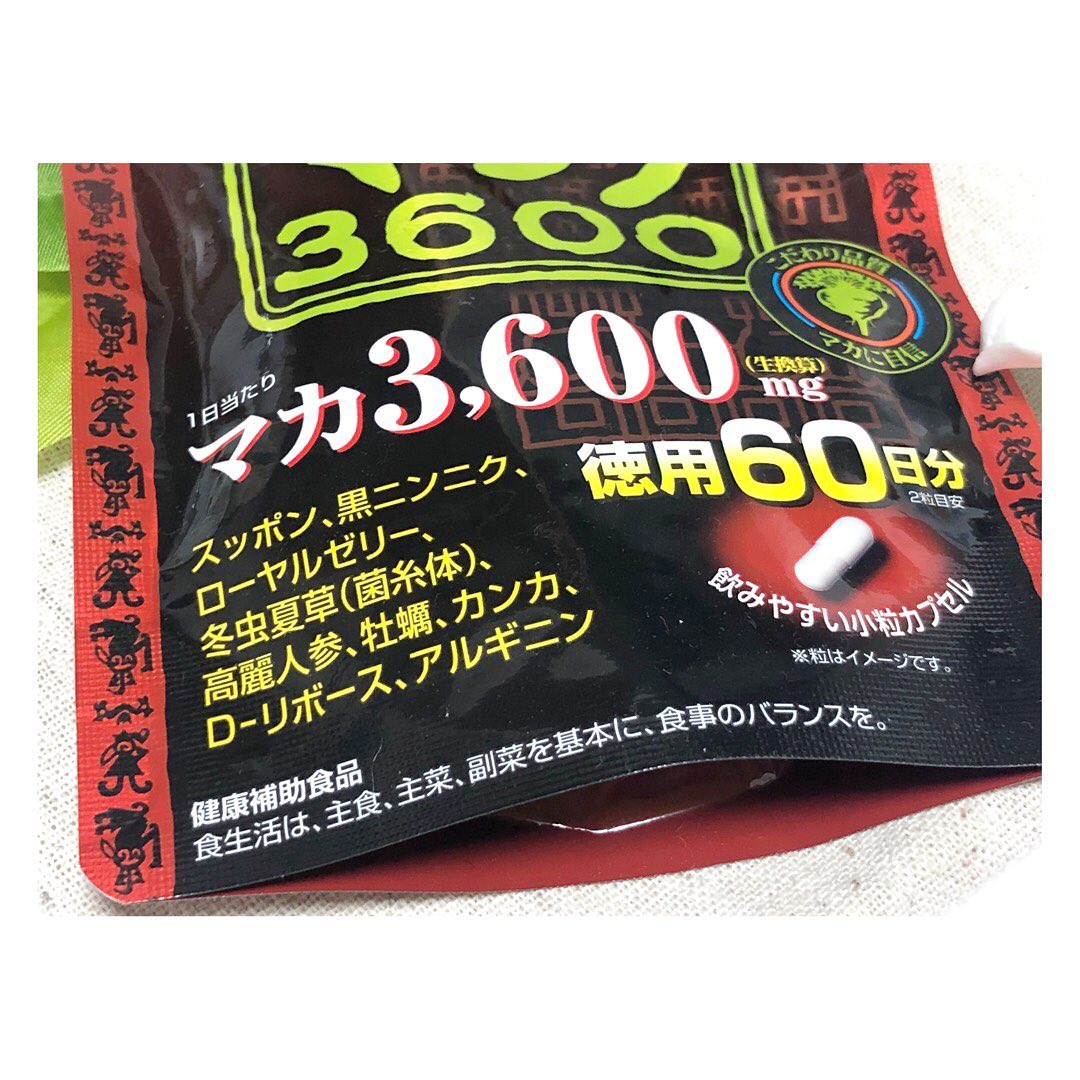 3600
こだわり品質
マカに自信
1日当たり
マカ3,600mg
(生換算)
徳用60日分
2粒目安
スッポン、黒ニンニク、
ローヤルゼリー、
冬虫夏草(菌糸体)、
高麗人参、牡蠣、カンカ、
D-リボース、アルギニン
飲みやすい小粒カプセル
※粒はイメージです。
健康補助食品
食生活は、主食、主菜、副菜を基本に、食事のバランスを。